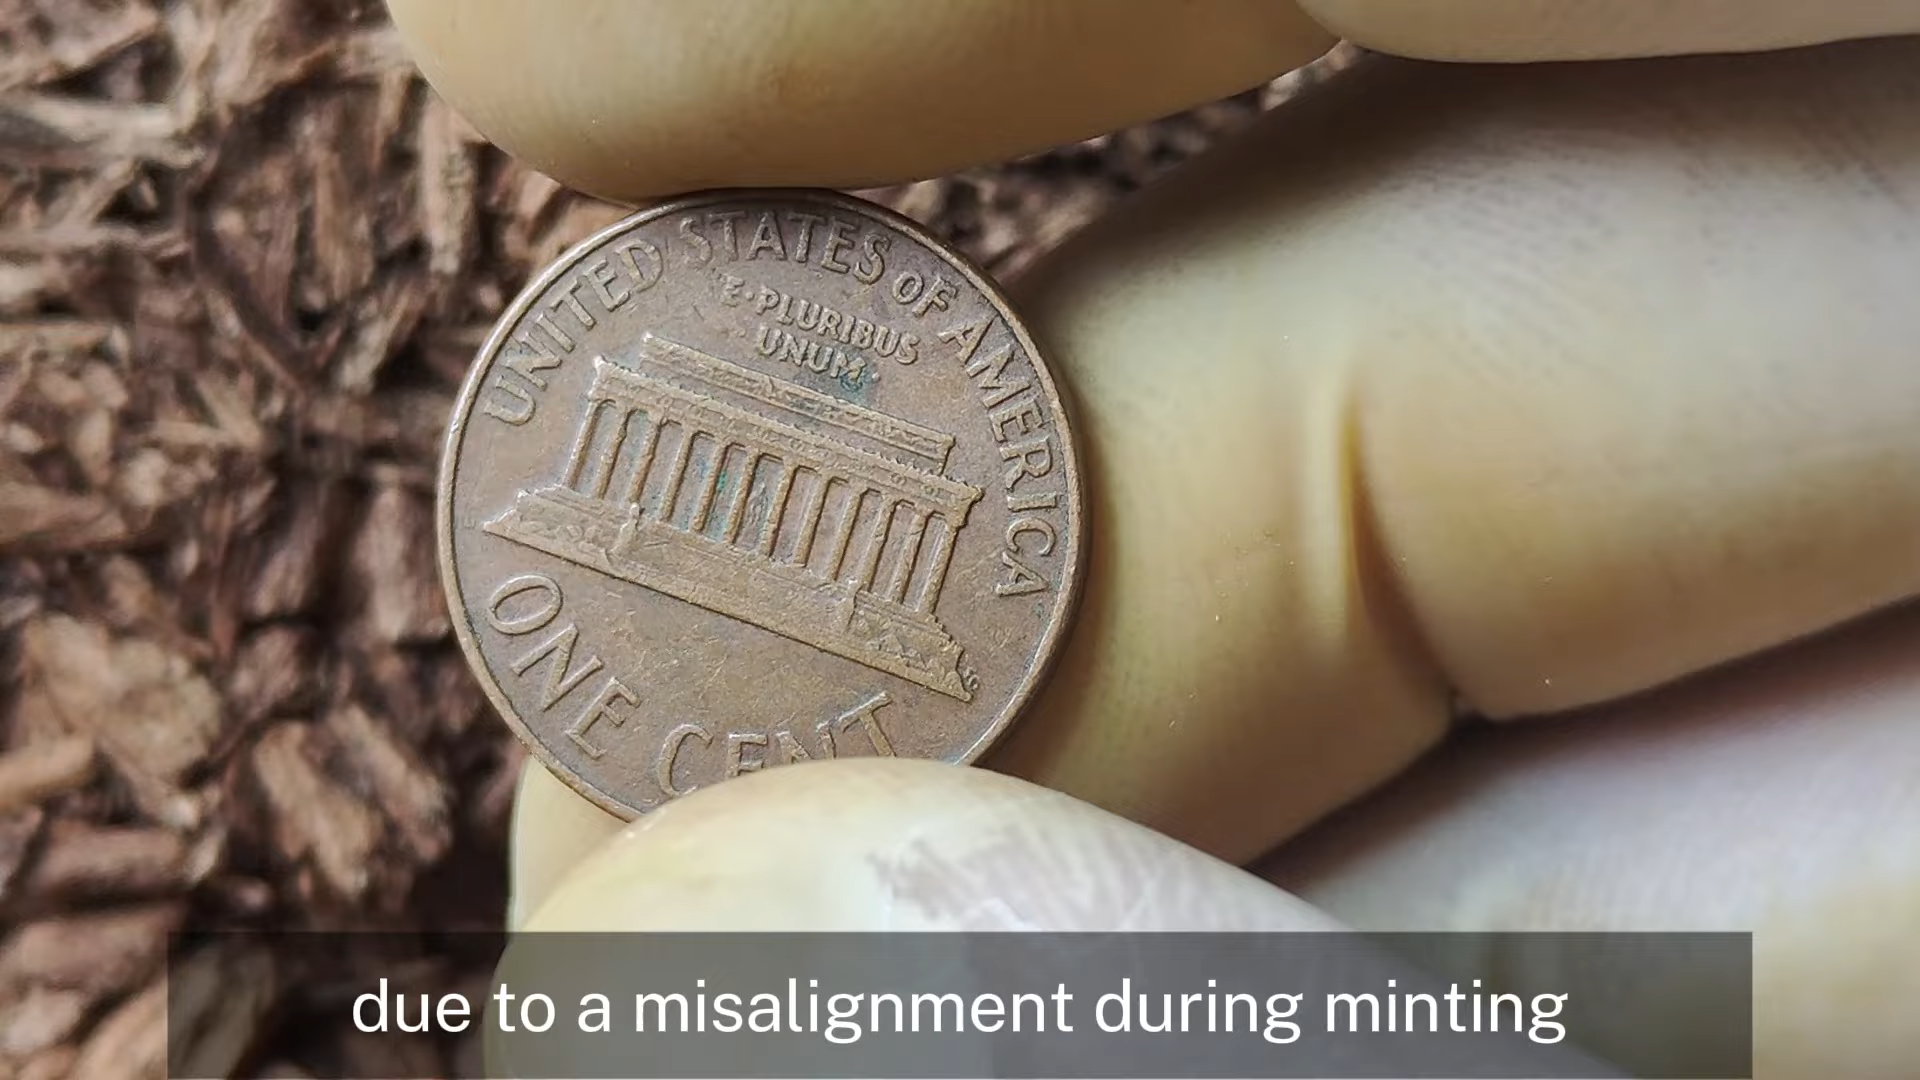 UNITED STATES OF AMERICA
E·PLURIBUS
UNUM·
ONE CENT
due to a misalignment during minting